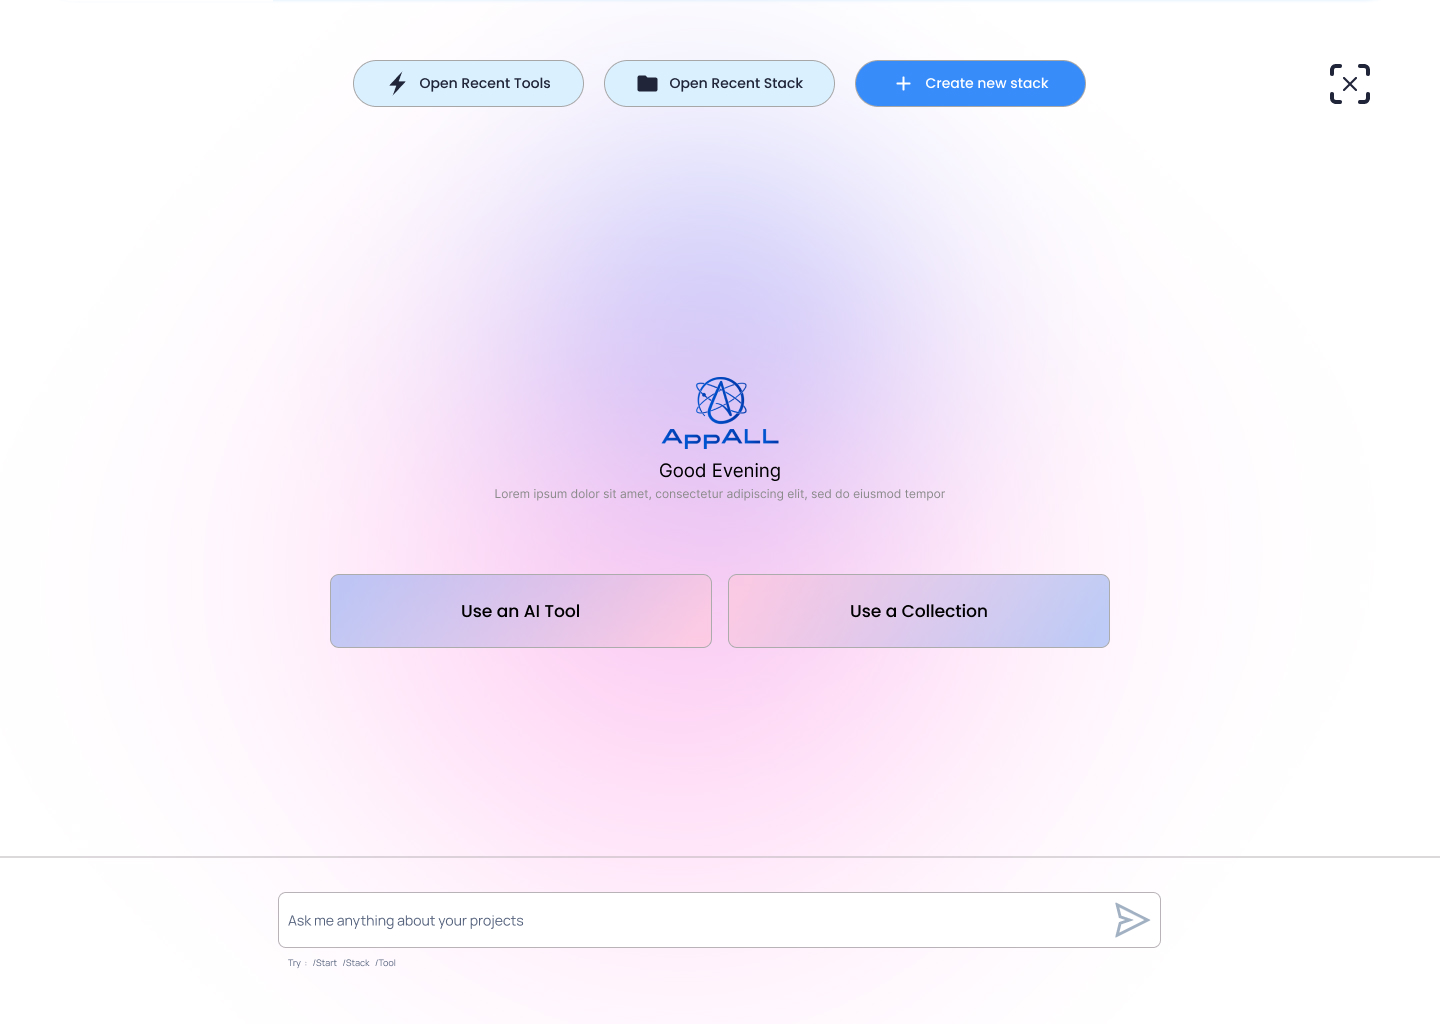 Open Recent Tools
Open Recent Stack
Create new stack
AppALL
Good Evening
Lorem ipsum dolor sit amet, consectetur adipiscing elit, sed do eiusmod tempor
Use an AI Tool
Use a Collection
Ask me anything about your projects
Try : /Start /Stack /Tool